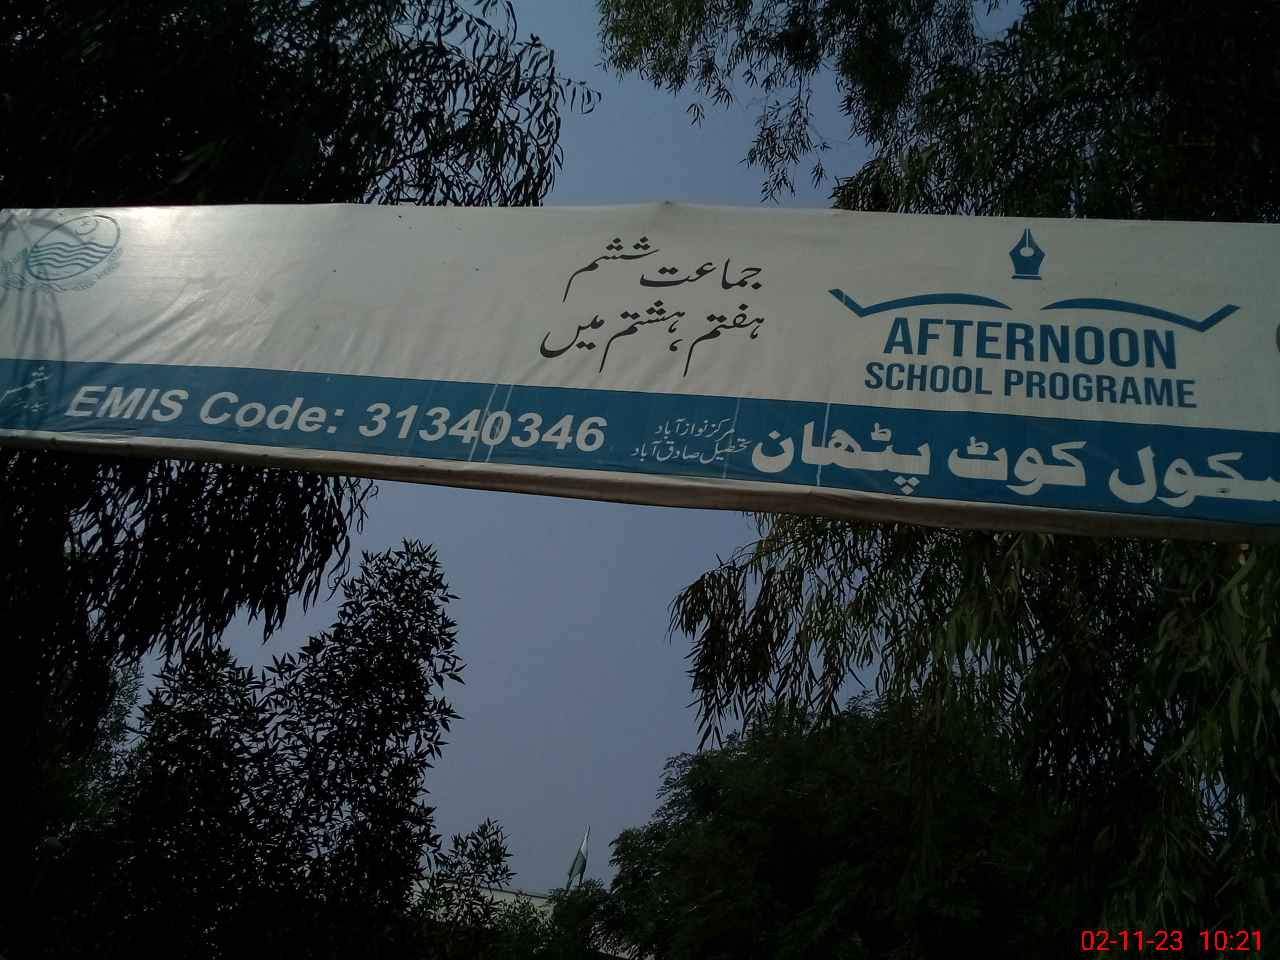 جماعت ششم
ہفتم، ہشتم میں
AFTERNOON
SCHOOL PROGRAME
سکول کوٹ پٹھان
مرکز نواز آباد
تحصیل صادق آباد
EMIS Code: 31340346
02-11-23 10:21